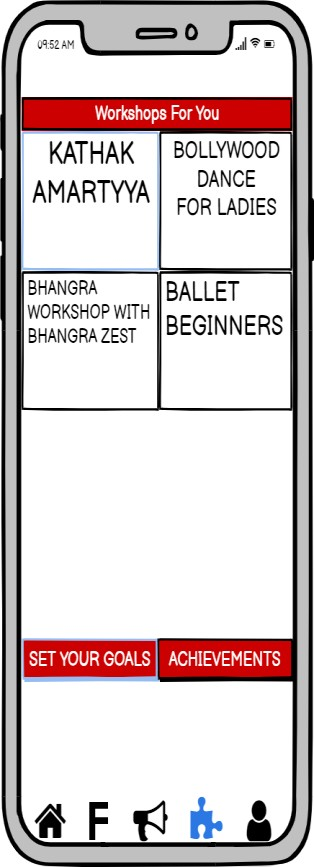 09:52 AM
Workshops For You
KATHAK
AMARTYYA
BOLLYWOOD
DANCE
FOR LADIES
BHANGRA
WORKSHOP WITH
BHANGRA ZEST
BALLET
BEGINNERS
SET YOUR GOALS
ACHIEVEMENTS
F